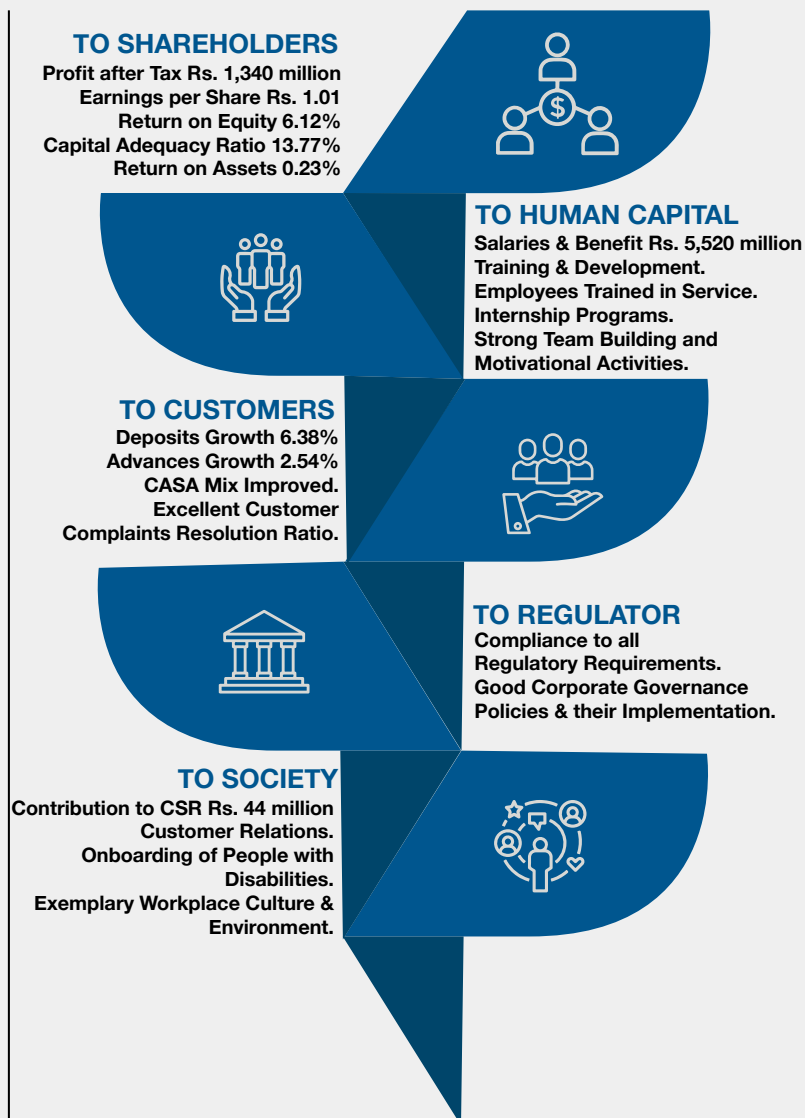 TO SHAREHOLDERS
Profit after Tax Rs. 1,340 million
Earnings per Share Rs. 1.01
Return on Equity 6.12%
Capital Adequacy Ratio 13.77%
Return on Assets 0.23%
$
TO HUMAN CAPITAL
Salaries & Benefit Rs. 5,520 million
Training & Development.
Employees Trained in Service.
Internship Programs.
Strong Team Building and
Motivational Activities.
TO CUSTOMERS
Deposits Growth 6.38%
Advances Growth 2.54%
CASA Mix Improved.
Excellent Customer
Complaints Resolution Ratio.
TO REGULATOR
Compliance to all
Regulatory Requirements.
Good Corporate Governance
Policies & their Implementation.
TO SOCIETY
Contribution to CSR Rs. 44 million
Customer Relations.
Onboarding of People with
Disabilities.
Exemplary Workplace Culture &
Environment.